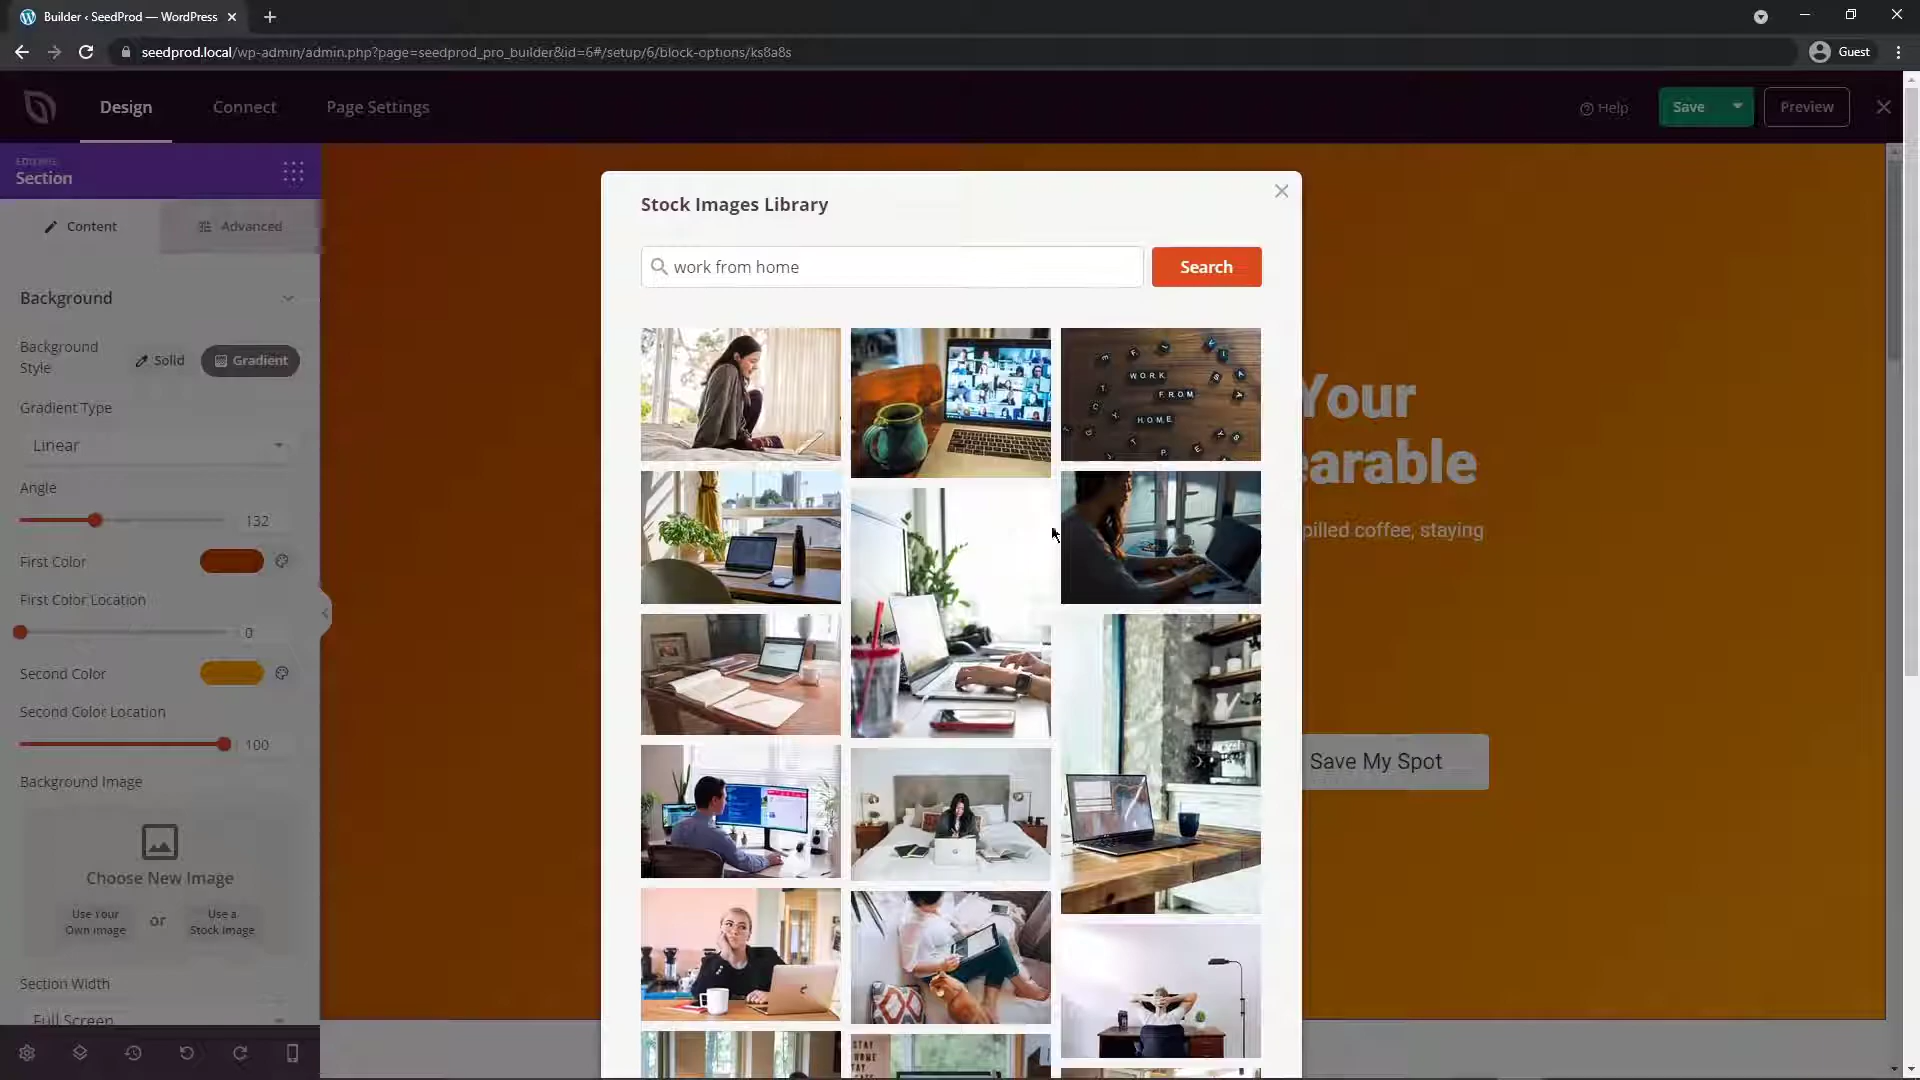 Builder ‹ SeedProd — WordPress
seedprod.local/wp-admin/admin.php?page=seedprod_pro_builder&id=6#/setup/6/block-options/ks8a8s
Guest
Design
Connect
Page Settings
Help
Save
Preview
Section
Content
Advanced
Background
Background
Style
Solid
Gradient
Gradient Type
Linear
Angle
132
First Color
First Color Location
0
Second Color
Second Color Location
100
Background Image
Choose New Image
Use Your
Own Image
or
Use a
Stock Image
Section Width
Full Screen
Stock Images Library
work from home
Search
WORK
FROM
HOME
STAY
HOME
Your
earable
pilled coffee, staying
Save My Spot